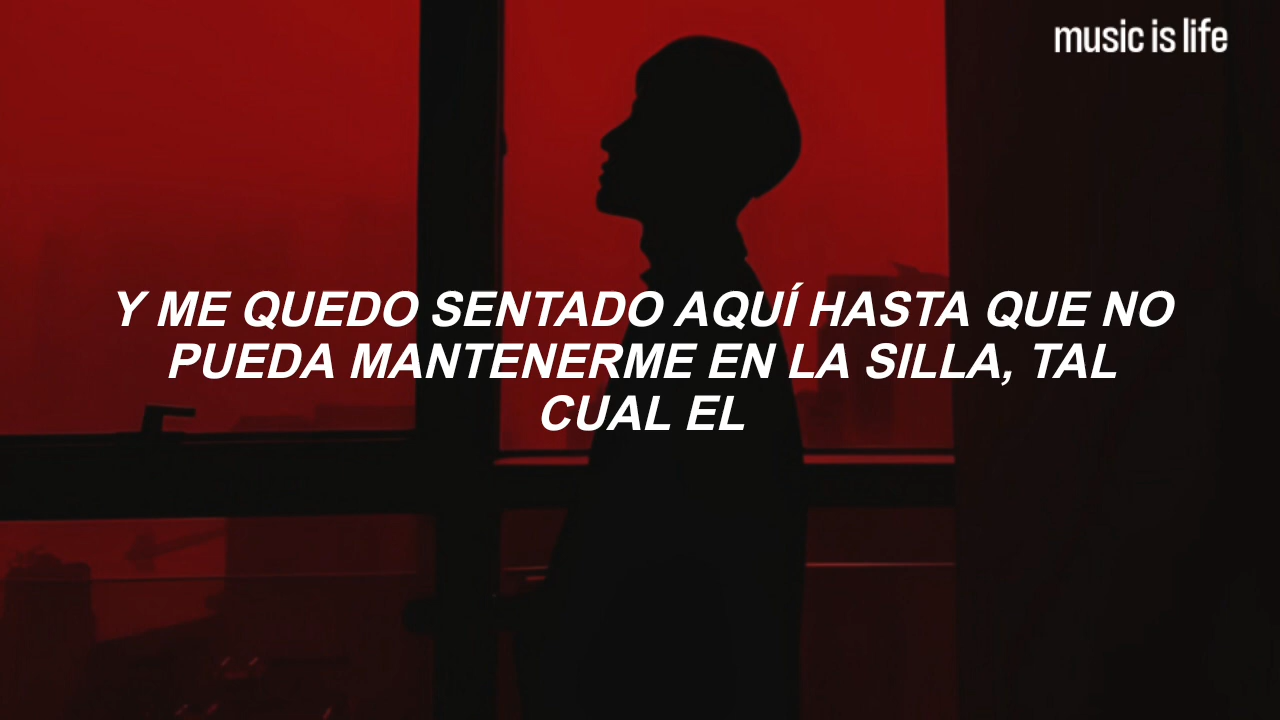 music is life
Y ME QUEDO SENTADO AQUÍ HASTA QUE NO
PUEDA MANTENERME EN LA SILLA, TAL
CUAL EL